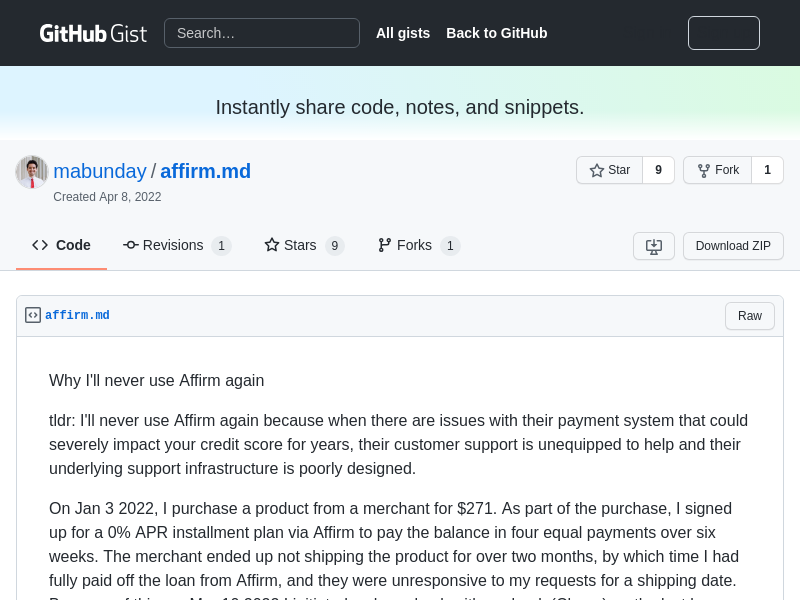 GitHub Gist
Search…
All gists
Back to GitHub
Instantly share code, notes, and snippets.
mabunday / affirm.md
Created Apr 8, 2022
Star 9
Fork 1
Code
Revisions 1
Stars 9
Forks 1
Download ZIP
affirm.md
Raw
Why I'll never use Affirm again
tldr: I'll never use Affirm again because when there are issues with their payment system that could
severely impact your credit score for years, their customer support is unequipped to help and their
underlying support infrastructure is poorly designed.
On Jan 3 2022, I purchase a product from a merchant for $271. As part of the purchase, I signed
up for a 0% APR installment plan via Affirm to pay the balance in four equal payments over six
weeks. The merchant ended up not shipping the product for over two months, by which time I had
fully paid off the loan from Affirm, and they were unresponsive to my requests for a shipping date.